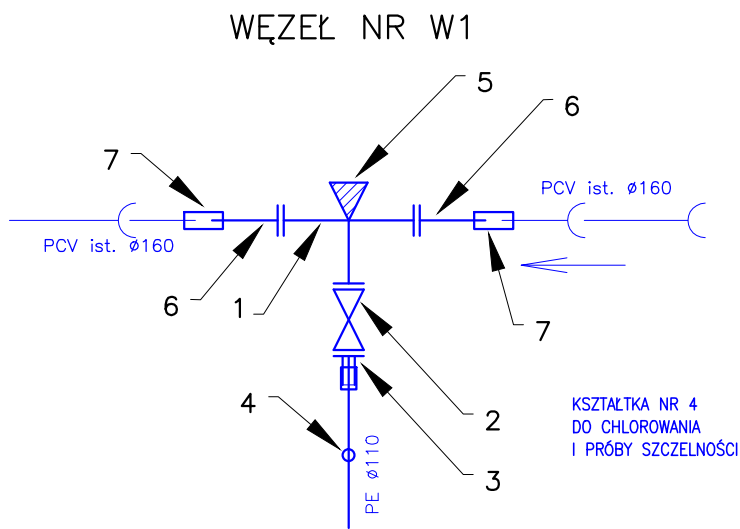 WĘZEŁ NR W1
5
6
7
PCV ist. ø160
PCV ist. ø160
6
1
7
2
4
3
PE ø110
KSZTAŁTKA NR 4
DO CHLOROWANIA
I PRÓBY SZCZELNOŚCI